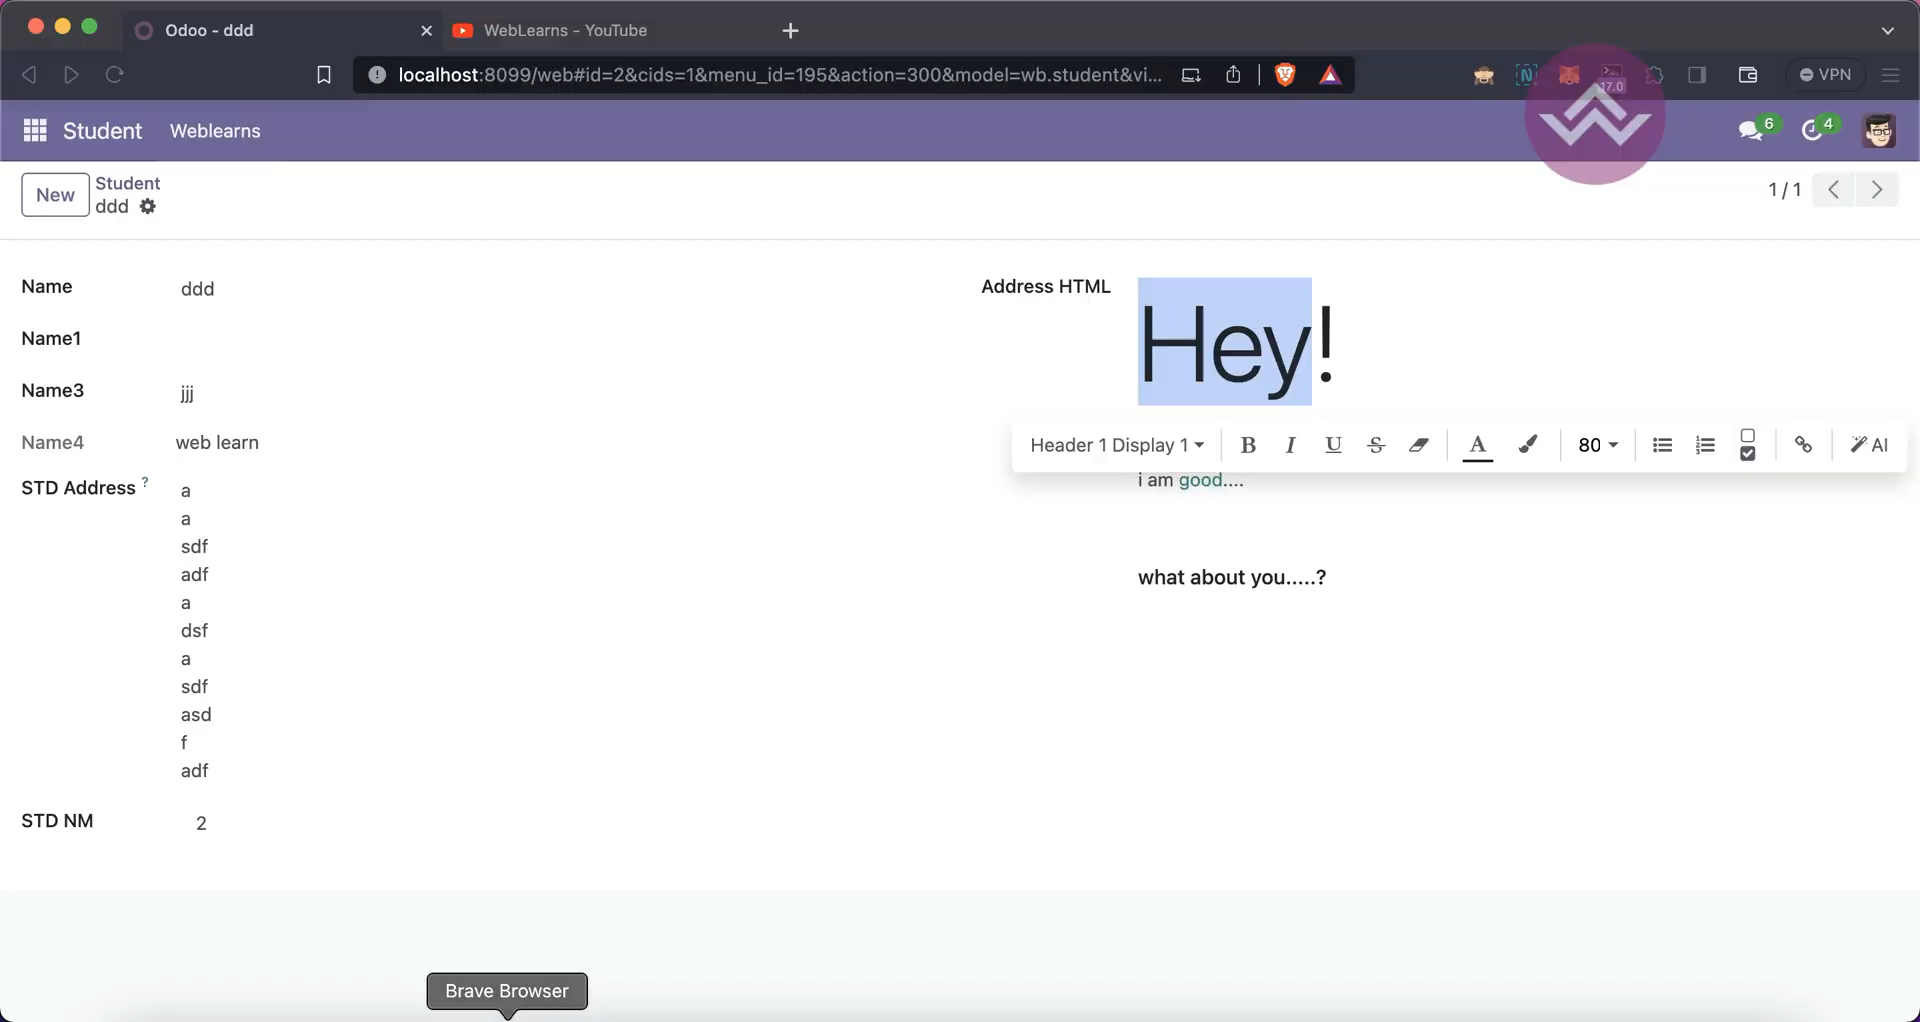 Odoo - ddd
WebLearns - YouTube
localhost:8099/web#id=2&cids=1&menu_id=195&action=300&model=wb.student&vi...
17.0
VPN
Student
Weblearns
6
4
New
Student
ddd
1 / 1
Name
ddd
Name1
Name3
jjj
Name4
web learn
STD Address ?
a
a
sdf
adf
a
dsf
a
sdf
asd
f
adf
STD NM
2
Address HTML
Hey!
Header 1 Display 1
B I U S A 80 AI
i am good....
what about you.....?
Brave Browser